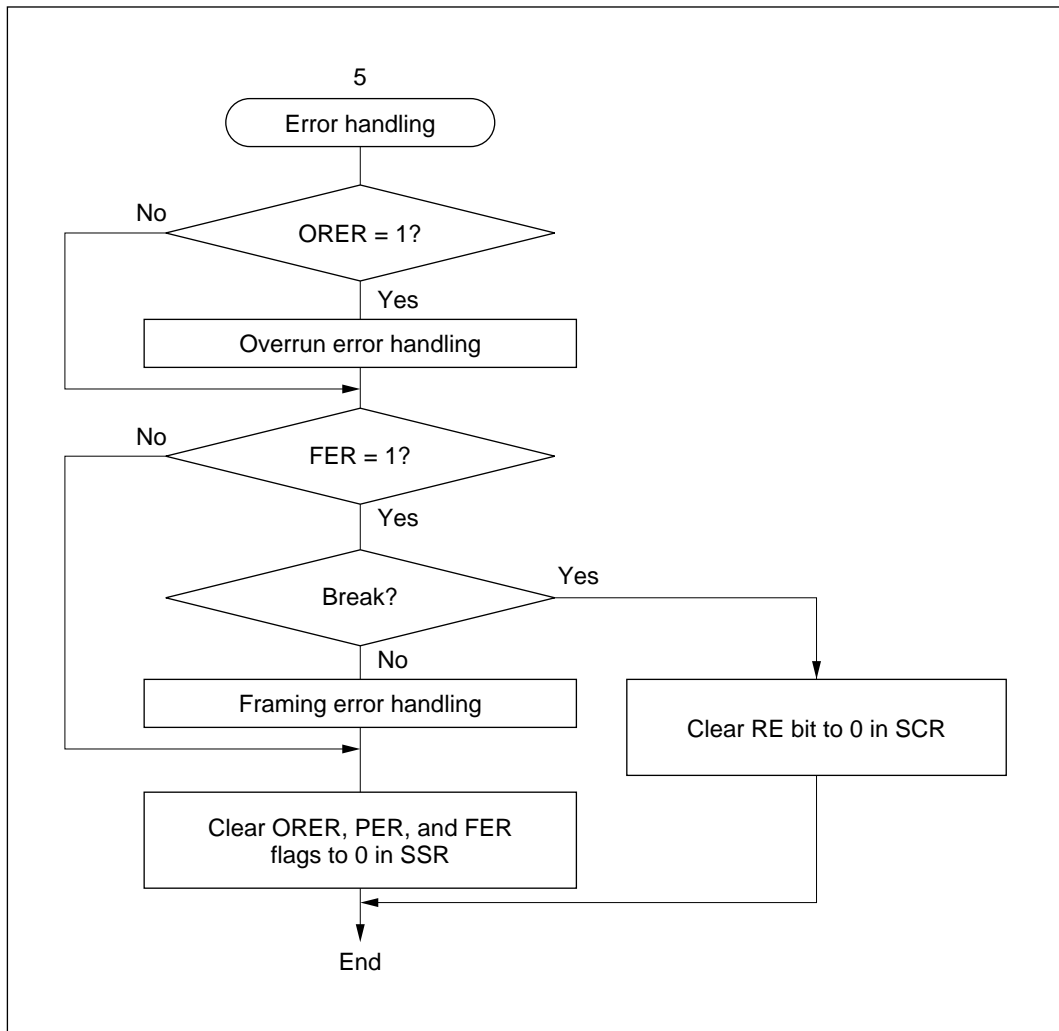 5
Error handling
No
ORER = 1?
Yes
Overrun error handling
No
FER = 1?
Yes
Break?
Yes
No
Framing error handling
Clear RE bit to 0 in SCR
Clear ORER, PER, and FER
flags to 0 in SSR
End